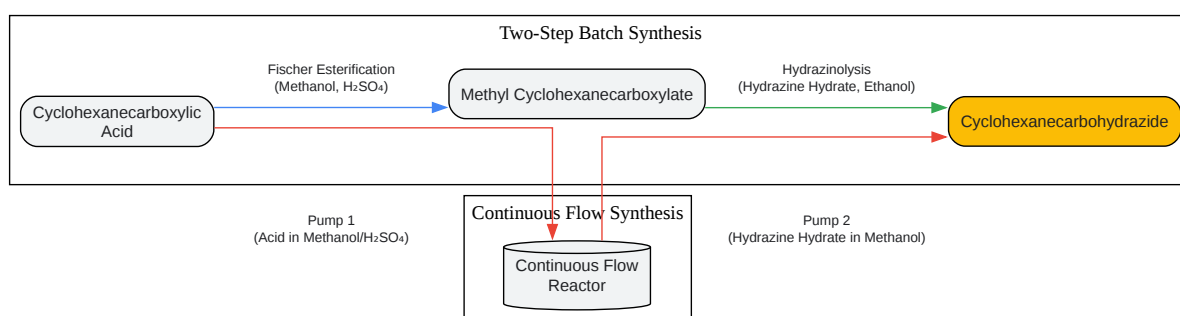 Two-Step Batch Synthesis
Fischer Esterification
(Methanol, H₂SO₄)
Hydrazinolysis
(Hydrazine Hydrate, Ethanol)
Cyclohexanecarboxylic
Acid
Methyl Cyclohexanecarboxylate
Cyclohexanecarbohydrazide
Continuous Flow Synthesis
Pump 1
(Acid in Methanol/H₂SO₄)
Pump 2
(Hydrazine Hydrate in Methanol)
Continuous Flow
Reactor